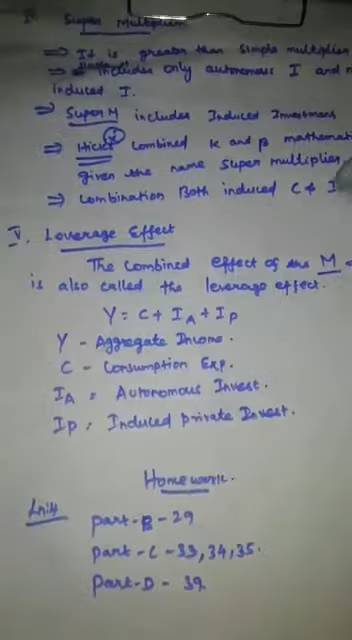 IV. Super Multiplier
⇒ It is greater than simple multiplier
⇒ includes only autonomous I and n
induced I.
⇒ Super M includes Induced Investment
⇒ Hicks combined k and β mathemati
given the name super multiplier
⇒ Combination Both induced C & I
V. Leverage Effect
The Combined effect of the M
is also called the leverage effect.
Y = C + IA + IP
Y - Aggregate Income.
C - Consumption Exp.
IA = Autonomous Invest.
IP = Induced Private Invest.
Homework.
Part-B-29
Part-C-33,34,35.
Part-D-39